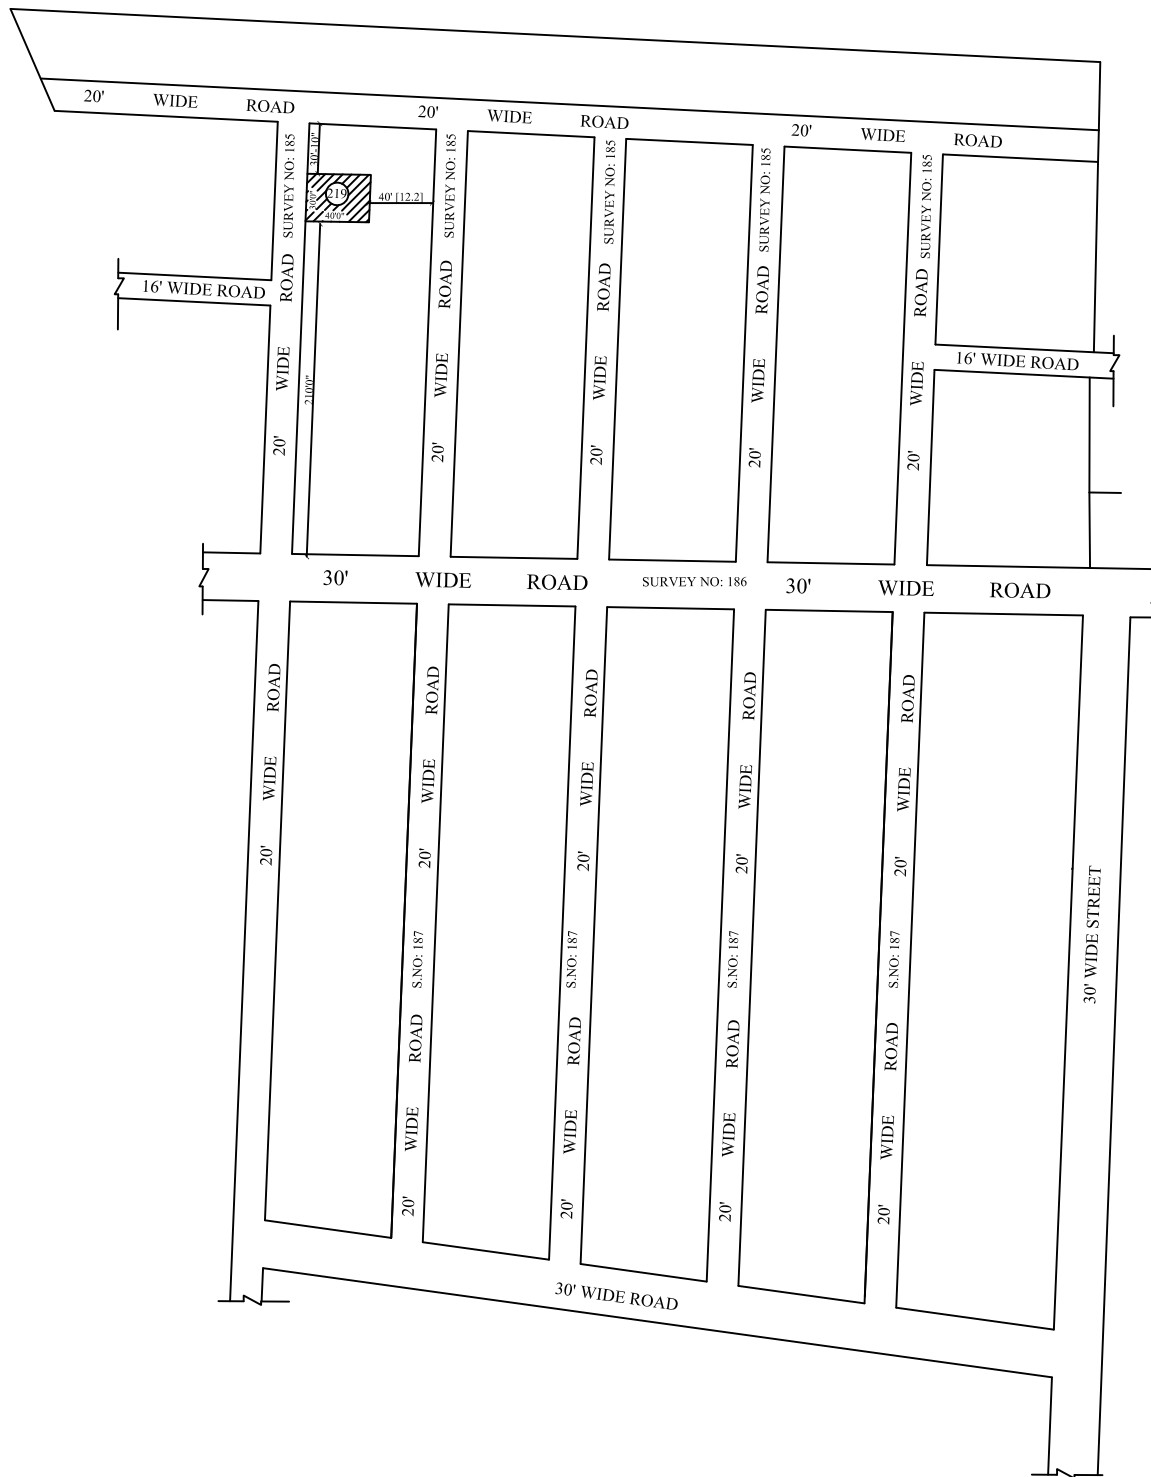 20' WIDE ROAD
20' WIDE ROAD
20' WIDE ROAD
SURVEY NO: 185
SURVEY NO: 185
SURVEY NO: 185
SURVEY NO: 185
SURVEY NO: 185
30'-10"
219
30'0"
40'0"
40' [12.2]
210'0"
16' WIDE ROAD
16' WIDE ROAD
20' WIDE ROAD
20' WIDE ROAD
20' WIDE ROAD
20' WIDE ROAD
20' WIDE ROAD
30' WIDE ROAD
SURVEY NO: 186
30' WIDE ROAD
20' WIDE ROAD
20' WIDE ROAD
20' WIDE ROAD
20' WIDE ROAD
20' WIDE ROAD
S.NO: 187
S.NO: 187
S.NO: 187
S.NO: 187
30' WIDE STREET
20' WIDE ROAD
20' WIDE ROAD
20' WIDE ROAD
20' WIDE ROAD
30' WIDE ROAD